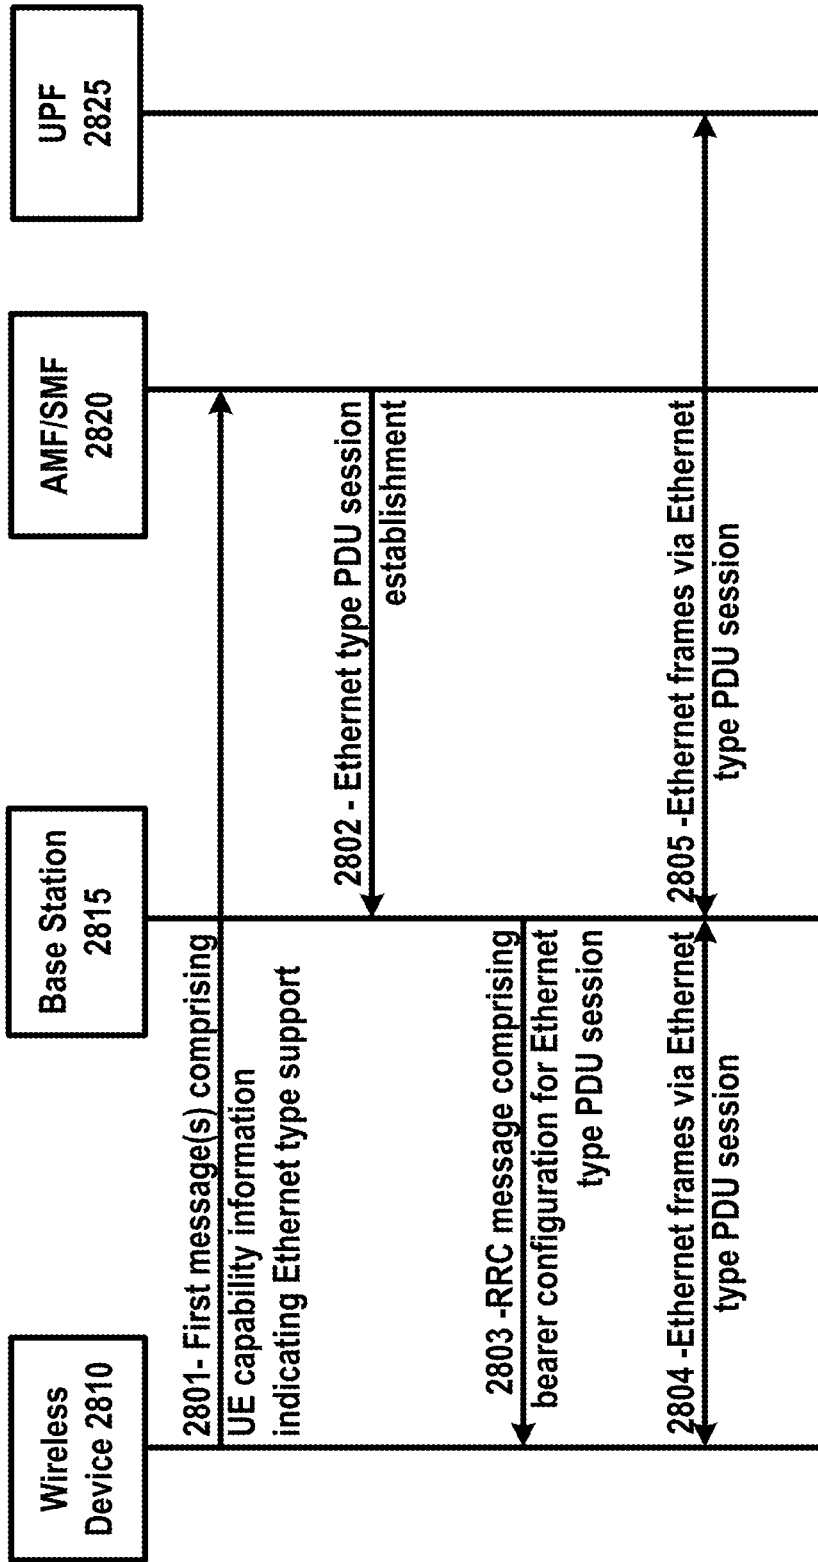 Wireless
Device 2810
Base Station
2815
AMF/SMF
2820
UPF
2825
2801- First message(s) comprising
UE capability information
indicating Ethernet type support
2802 - Ethernet type PDU session
establishment
2803 -RRC message comprising
bearer configuration for Ethernet
type PDU session
2804 -Ethernet frames via Ethernet
type PDU session
2805 -Ethernet frames via Ethernet
type PDU session